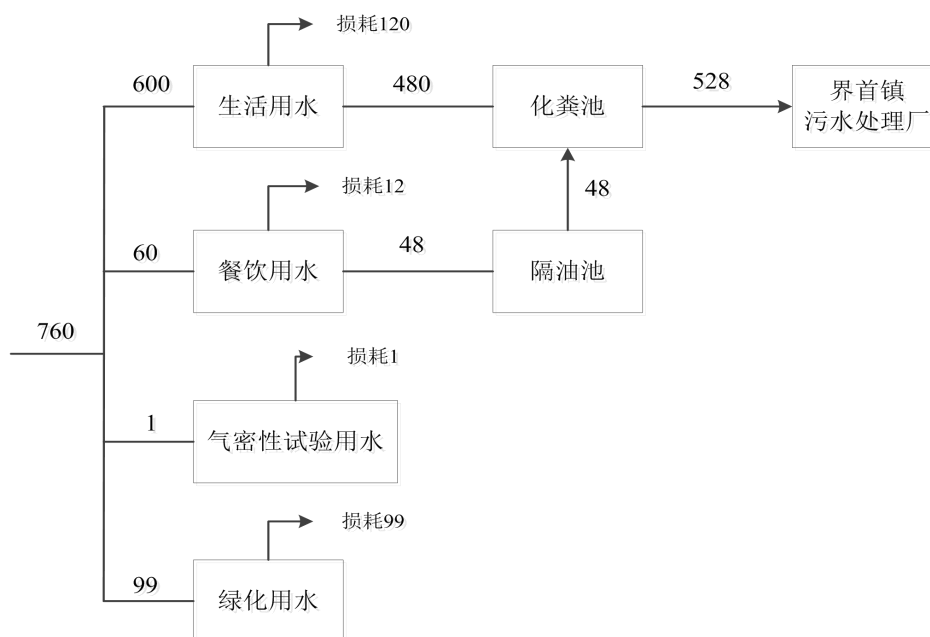 损耗120
600
生活用水
480
化粪池
528
界首镇
污水处理厂
损耗12
48
60
餐饮用水
48
隔油池
760
损耗1
1
气密性试验用水
损耗99
99
绿化用水